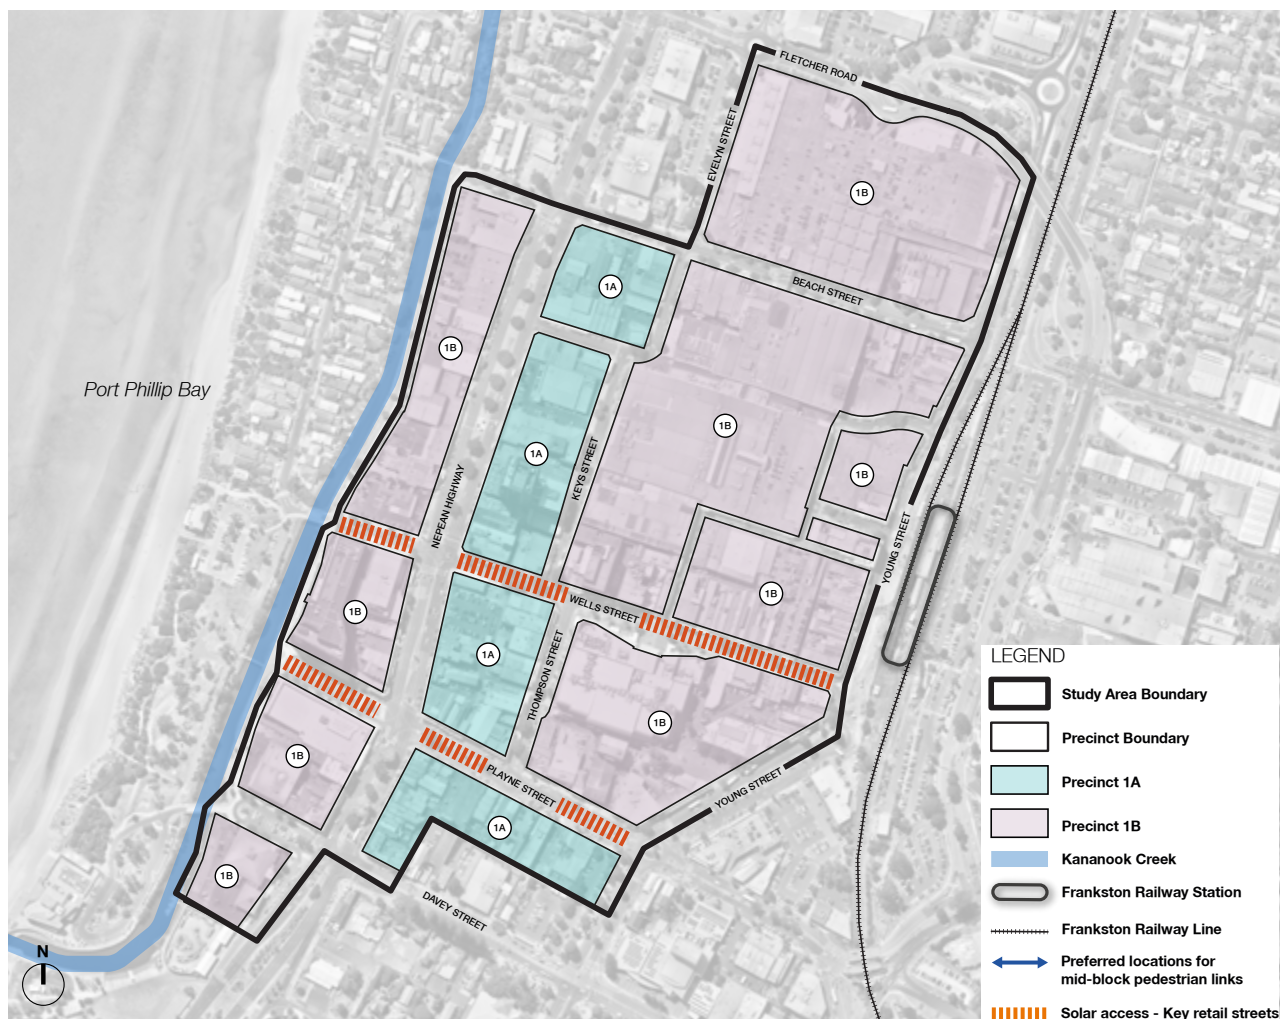 FLETCHER ROAD
EVELYN STREET
1B
BEACH STREET
1A
1B
Port Phillip Bay
1B
1A
KEYS STREET
1B
NEPEAN HIGHWAY
YOUNG STREET
1B
WELLS STREET
1B
1A
THOMPSON STREET
1B
1B
PLAYNE STREET
YOUNG STREET
1A
1B
DAVEY STREET
N
LEGEND
Study Area Boundary
Precinct Boundary
Precinct 1A
Precinct 1B
Kananook Creek
Frankston Railway Station
Frankston Railway Line
Preferred locations for
mid-block pedestrian links
Solar access - Key retail streets